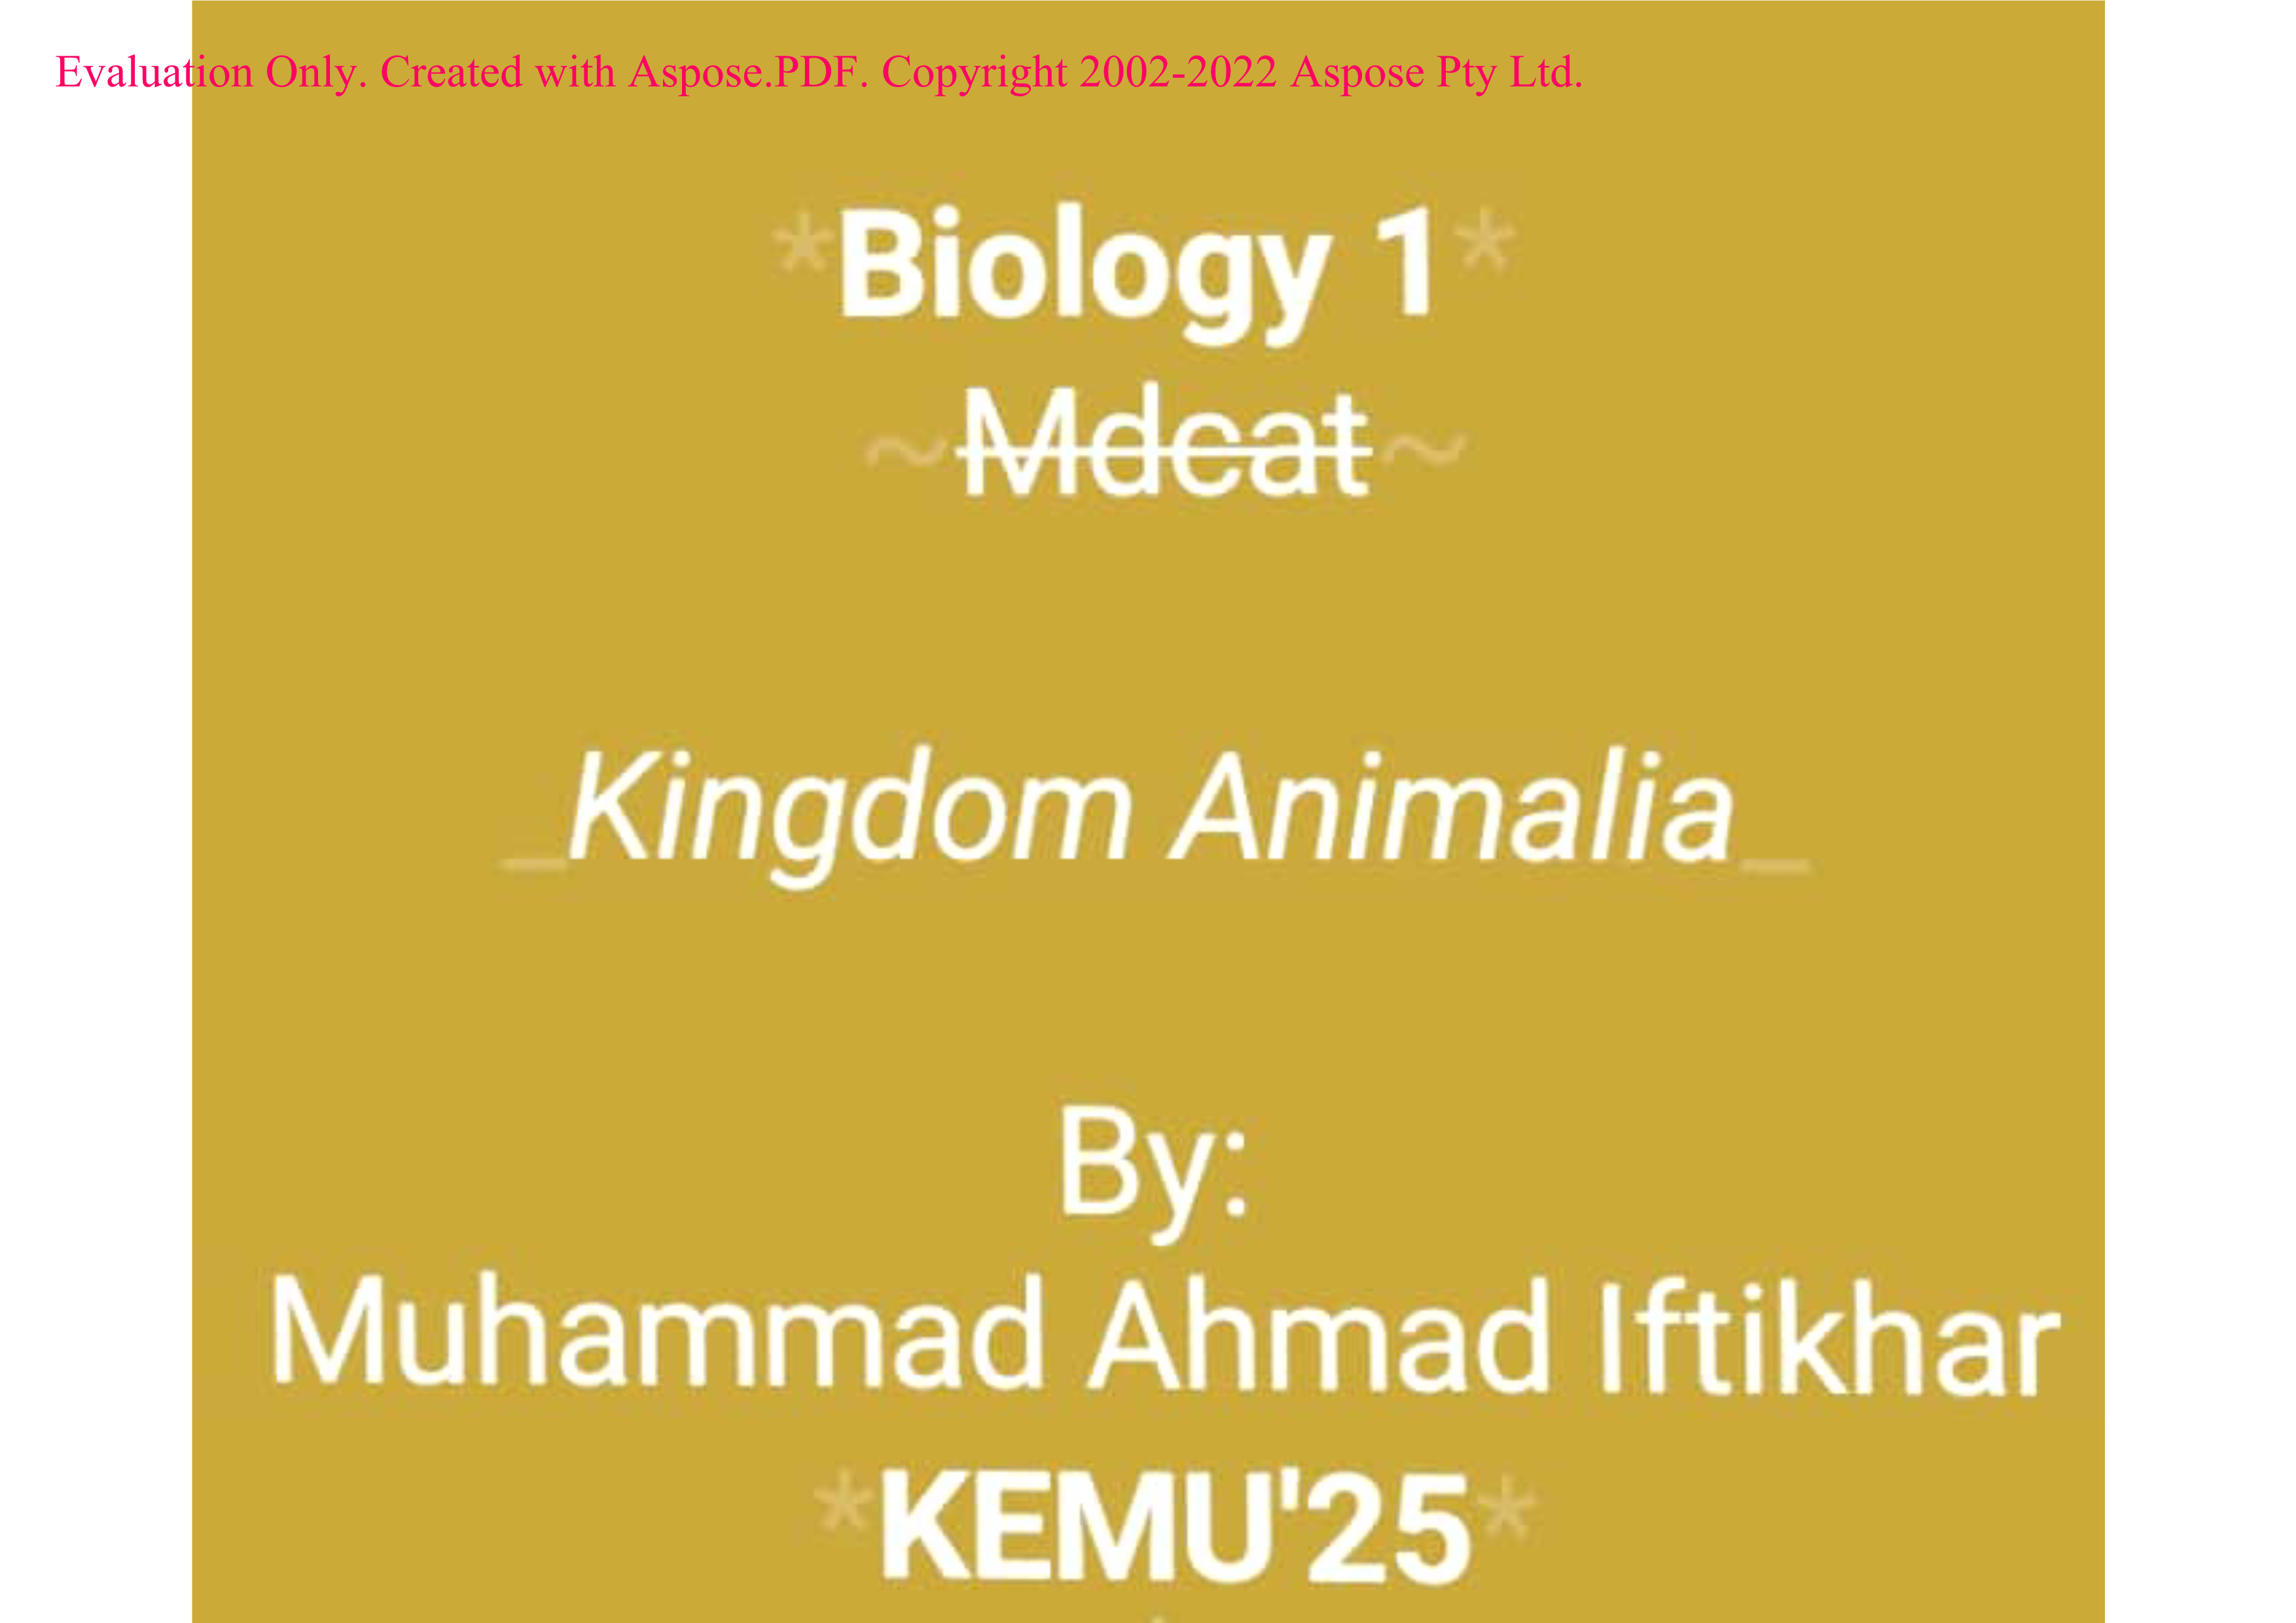 Evaluation Only. Created with Aspose.PDF. Copyright 2002-2022 Aspose Pty Ltd.
*Biology 1*
~Mdcat~
_Kingdom Animalia_
By:
Muhammad Ahmad Iftikhar
*KEMU'25*